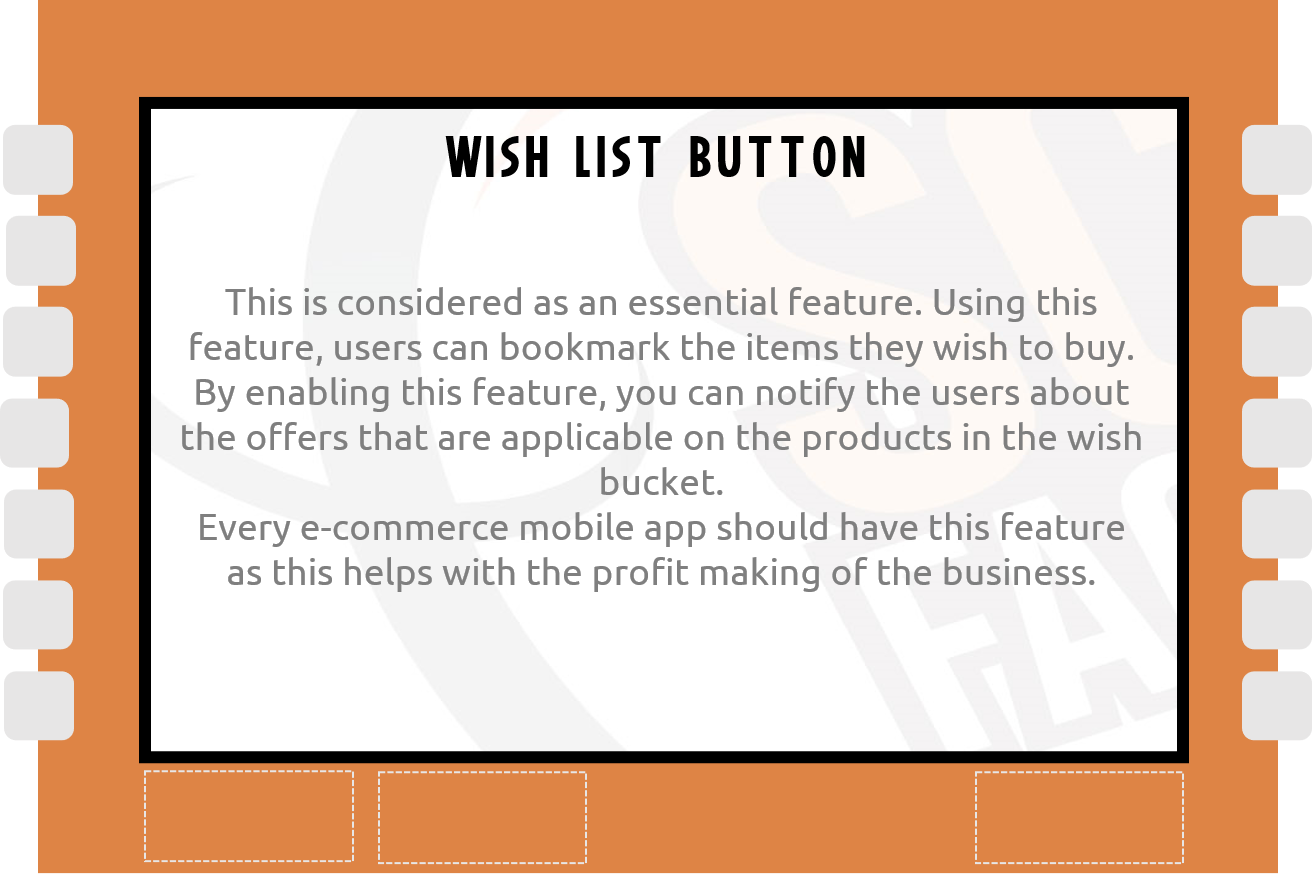 WISH LIST BUTTON
This is considered as an essential feature. Using this
feature, users can bookmark the items they wish to buy.
By enabling this feature, you can notify the users about
the offers that are applicable on the products in the wish
bucket.
Every e-commerce mobile app should have this feature
as this helps with the profit making of the business.